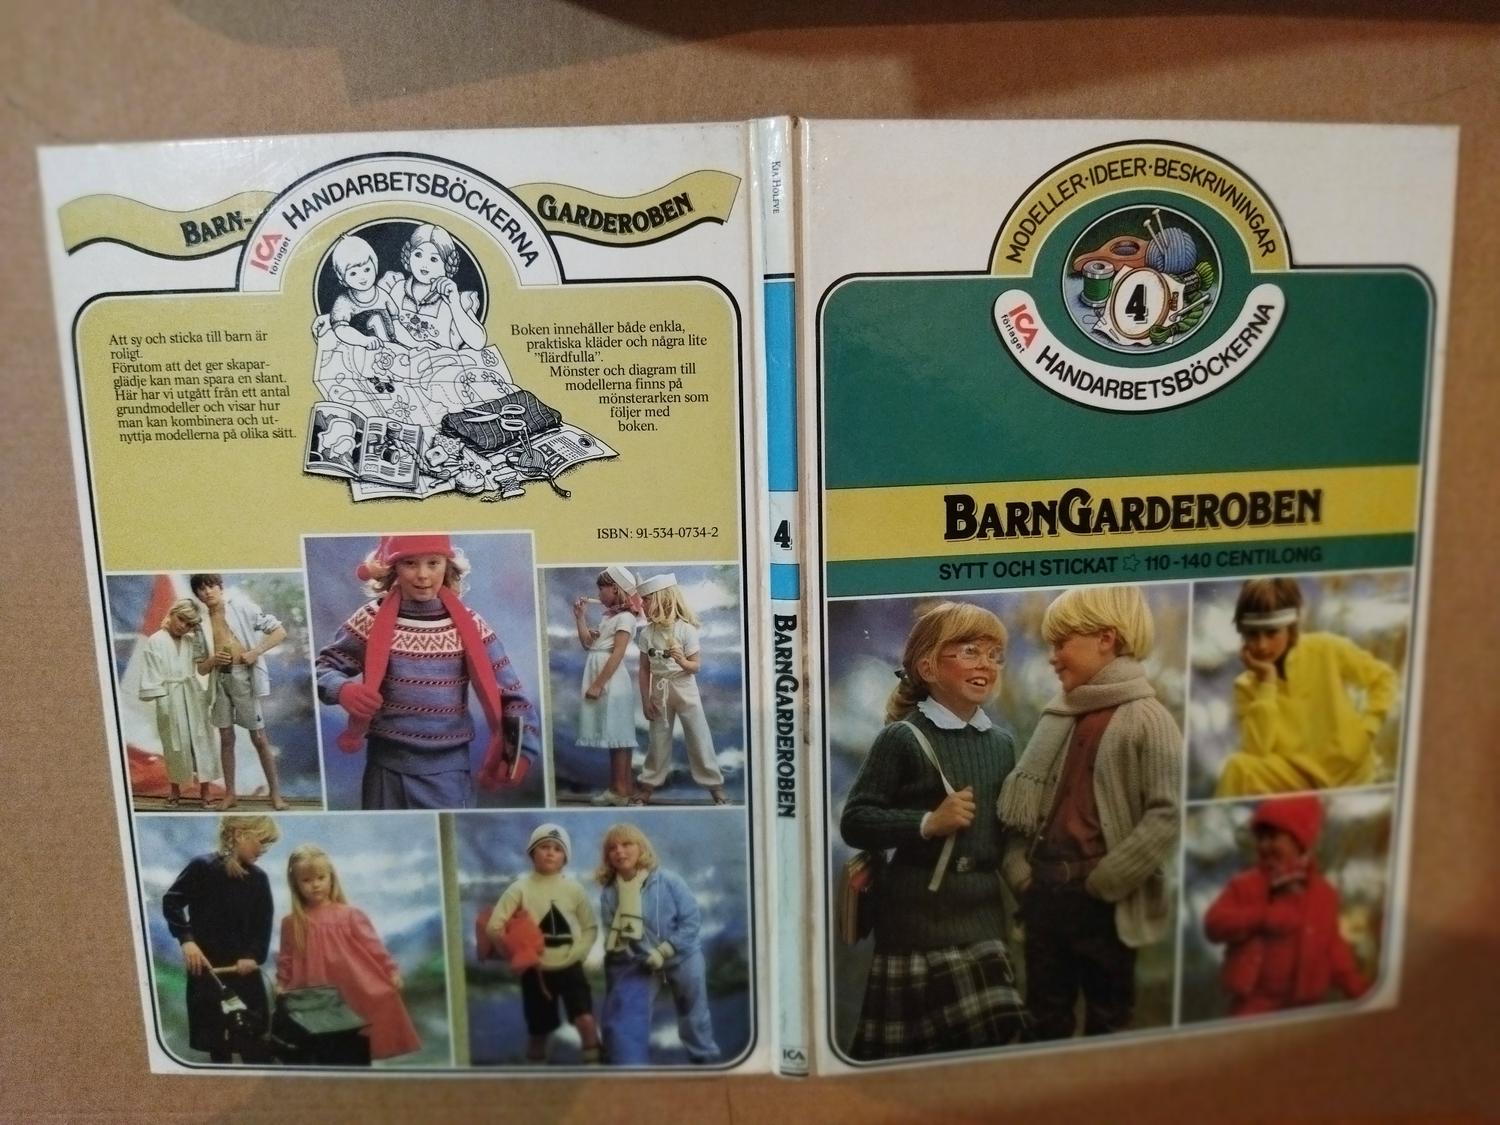 BARN-
GARDEROBEN
ICA
förlaget
HANDARBETSBÖCKERNA
Att sy och sticka till barn är
roligt.
Förutom att det ger skapar-
glädje kan man spara en slant.
Här har vi utgått från ett antal
grundmodeller och visar hur
man kan kombinera och ut-
nyttja modellerna på olika sätt.
Boken innehåller både enkla,
praktiska kläder och några lite
”flärdfulla”.
Mönster och diagram till
modellerna finns på
mönsterarken som
följer med
boken.
ISBN: 91-534-0734-2
KIA HOLFVE
4
BARNGARDEROBEN
ICA
MODELLER·IDEER·BESKRIVNINGAR
4
ICA
förlaget
HANDARBETSBÖCKERNA
BARNGARDEROBEN
SYTT OCH STICKAT ☆ 110-140 CENTILONG